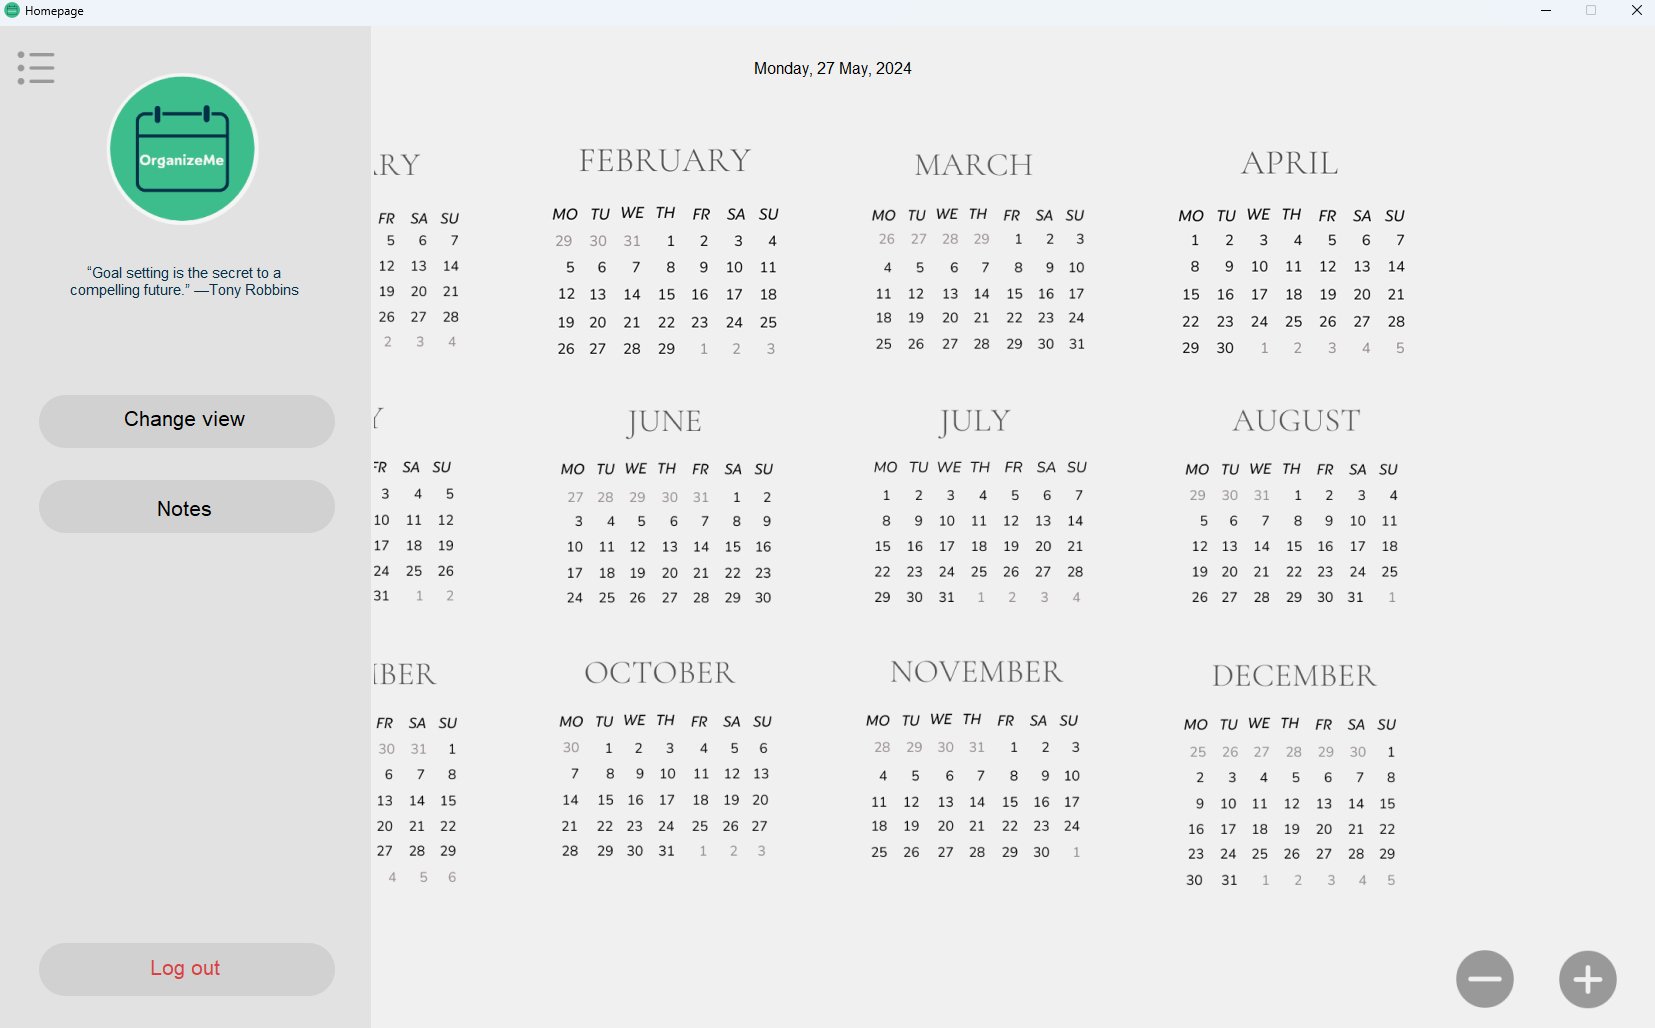 Homepage
OrganizeMe
“Goal setting is the secret to a
compelling future.” —Tony Robbins
Change view
Notes
Log out
Monday, 27 May, 2024
RY
FR SA SU
5 6 7
12 13 14
19 20 21
26 27 28
2 3 4
FEBRUARY
MO TU WE TH FR SA SU
29 30 31 1 2 3 4
5 6 7 8 9 10 11
12 13 14 15 16 17 18
19 20 21 22 23 24 25
26 27 28 29 1 2 3
MARCH
MO TU WE TH FR SA SU
26 27 28 29 1 2 3
4 5 6 7 8 9 10
11 12 13 14 15 16 17
18 19 20 21 22 23 24
25 26 27 28 29 30 31
APRIL
MO TU WE TH FR SA SU
1 2 3 4 5 6 7
8 9 10 11 12 13 14
15 16 17 18 19 20 21
22 23 24 25 26 27 28
29 30 1 2 3 4 5
Y
FR SA SU
3 4 5
10 11 12
17 18 19
24 25 26
31 1 2
JUNE
MO TU WE TH FR SA SU
27 28 29 30 31 1 2
3 4 5 6 7 8 9
10 11 12 13 14 15 16
17 18 19 20 21 22 23
24 25 26 27 28 29 30
JULY
MO TU WE TH FR SA SU
1 2 3 4 5 6 7
8 9 10 11 12 13 14
15 16 17 18 19 20 21
22 23 24 25 26 27 28
29 30 31 1 2 3 4
AUGUST
MO TU WE TH FR SA SU
29 30 31 1 2 3 4
5 6 7 8 9 10 11
12 13 14 15 16 17 18
19 20 21 22 23 24 25
26 27 28 29 30 31 1
BER
FR SA SU
30 31 1
6 7 8
13 14 15
20 21 22
27 28 29
4 5 6
OCTOBER
MO TU WE TH FR SA SU
30 1 2 3 4 5 6
7 8 9 10 11 12 13
14 15 16 17 18 19 20
21 22 23 24 25 26 27
28 29 30 31 1 2 3
NOVEMBER
MO TU WE TH FR SA SU
28 29 30 31 1 2 3
4 5 6 7 8 9 10
11 12 13 14 15 16 17
18 19 20 21 22 23 24
25 26 27 28 29 30 1
DECEMBER
MO TU WE TH FR SA SU
25 26 27 28 29 30 1
2 3 4 5 6 7 8
9 10 11 12 13 14 15
16 17 18 19 20 21 22
23 24 25 26 27 28 29
30 31 1 2 3 4 5